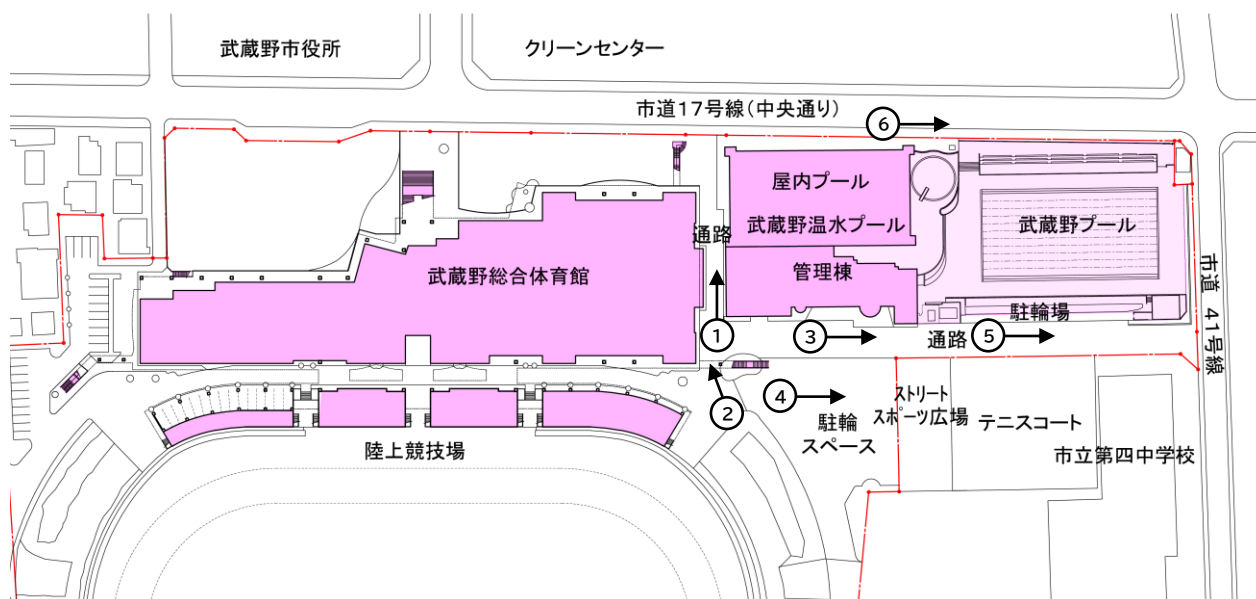 武蔵野市役所
クリーンセンター
市道17号線(中央通り)
6
屋内プール
武蔵野温水プール
武蔵野プール
通路
武蔵野総合体育館
管理棟
市道 41号線
駐輪場
1
3
通路
5
2
4
駐輪
スペース
ストリート
スポーツ広場
テニスコート
市立第四中学校
陸上競技場